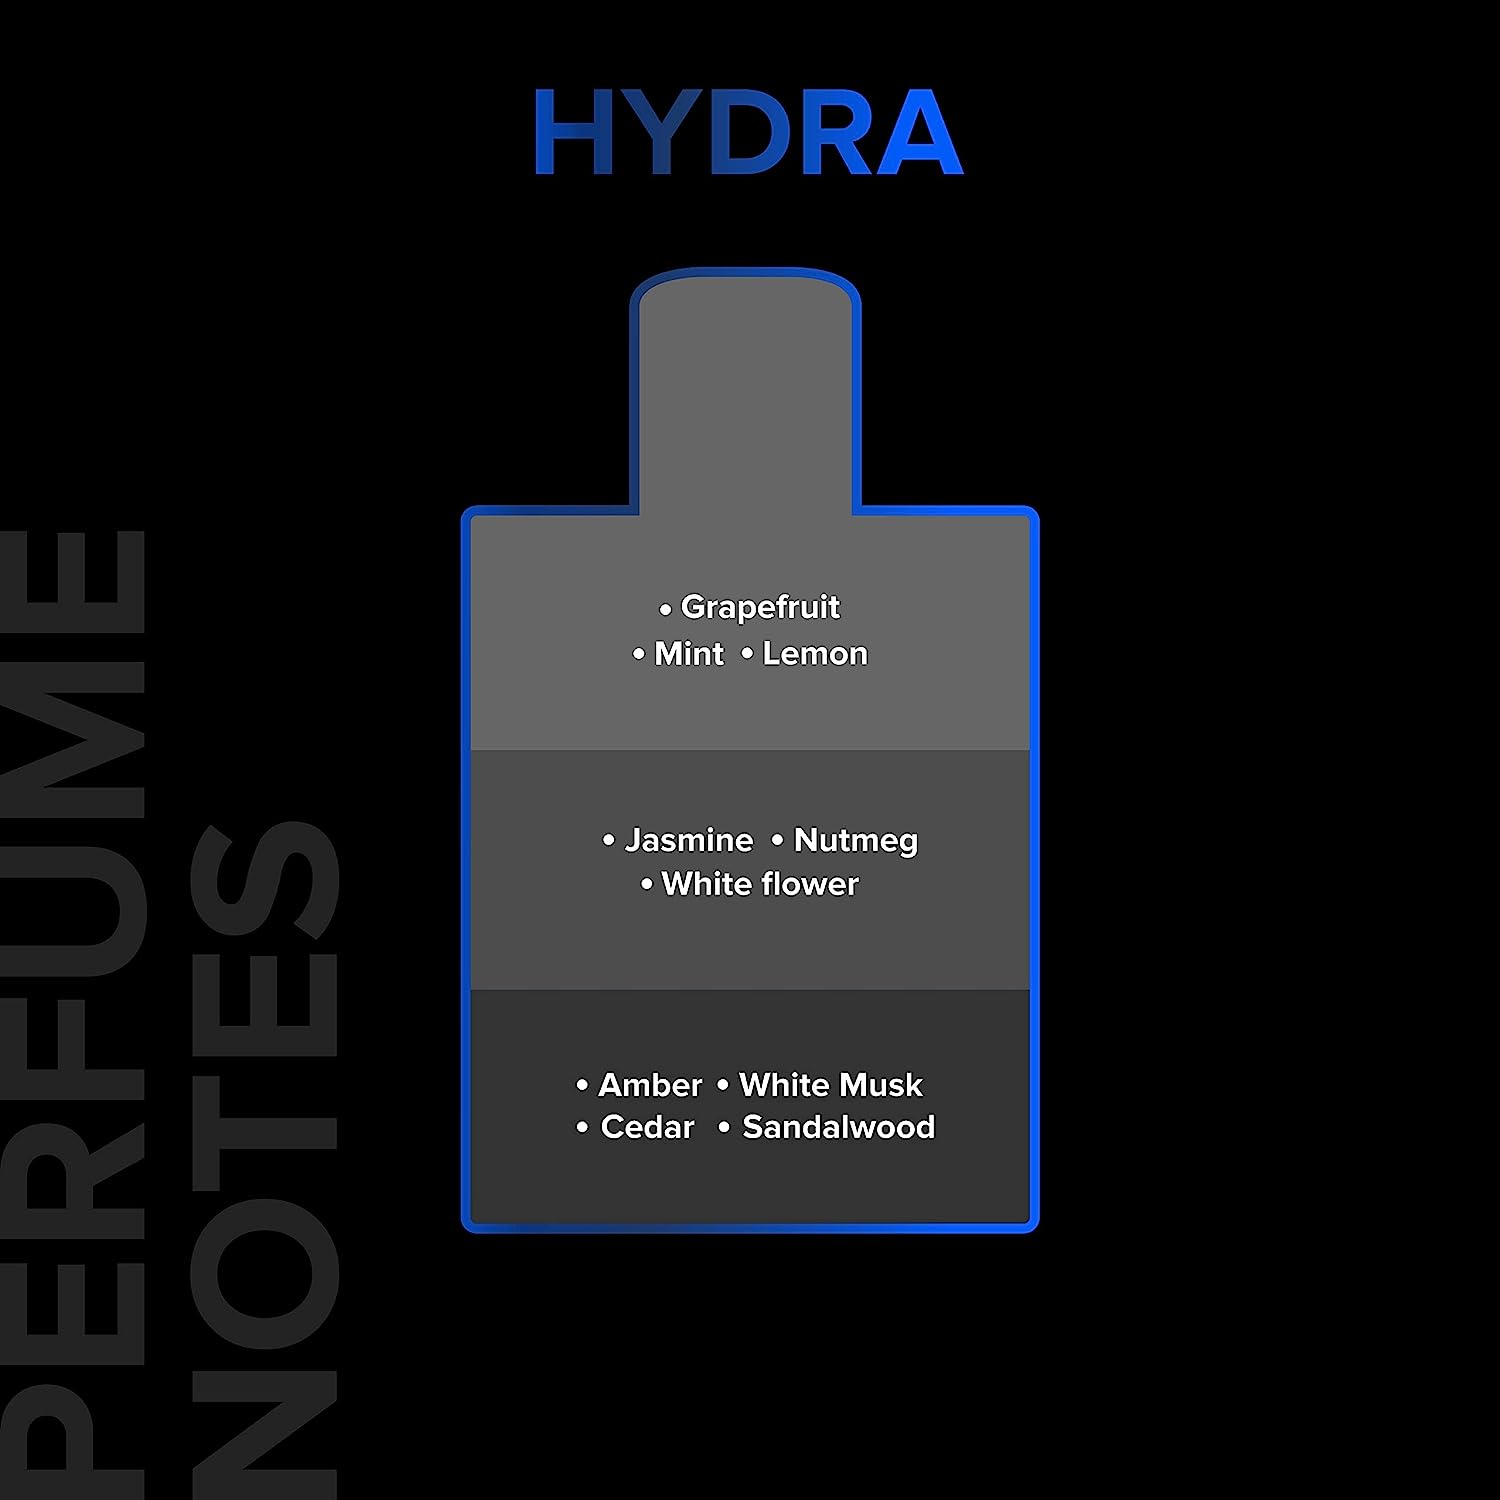 HYDRA
• Grapefruit
• Mint • Lemon
• Jasmine • Nutmeg
• White flower
• Amber • White Musk
• Cedar • Sandalwood
PERFUME
NOTES